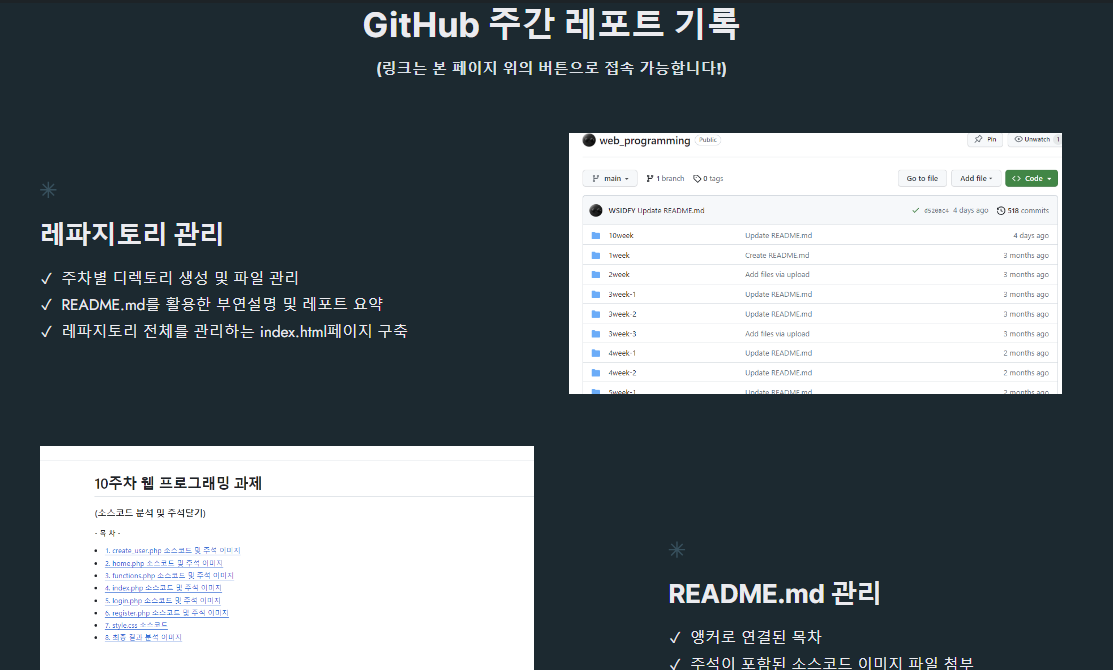 GitHub 주간 레포트 기록
(링크는 본 페이지 위의 버튼으로 접속 가능합니다!)
레파지토리 관리
✓ 주차별 디렉토리 생성 및 파일 관리
✓ README.md를 활용한 부연설명 및 레포트 요약
✓ 레파지토리 전체를 관리하는 index.html페이지 구축
web_programming Public Pin Unwatch 1
main 1 branch 0 tags Go to file Add file Code
WSIDFY Update README.md 4 days ago 518 commits
10week Update README.md 4 days ago
1week Create README.md 3 months ago
2week Add files via upload 3 months ago
3week-1 Update README.md 3 months ago
3week-2 Update README.md 3 months ago
3week-3 Add files via upload 3 months ago
4week-1 Update README.md 2 months ago
4week-2 Update README.md 2 months ago
5week-1 Update README.md 2 months ago
10주차 웹 프로그래밍 과제
(소스코드 분석 및 주석닫기)
- 목 차 -
1. create_user.php 소스코드 및 주석 이미지
2. home.php 소스코드 및 주석 이미지
3. functions.php 소스코드 및 주석 이미지
4. index.php 소스코드 및 주석 이미지
5. login.php 소스코드 및 주석 이미지
6. register.php 소스코드 및 주석 이미지
7. style.css 소스코드
8. 최종 결과 분석 이미지
README.md 관리
✓ 앵커로 연결된 목차
✓ 주석이 포함된 소스코드 이미지 파일 첨부